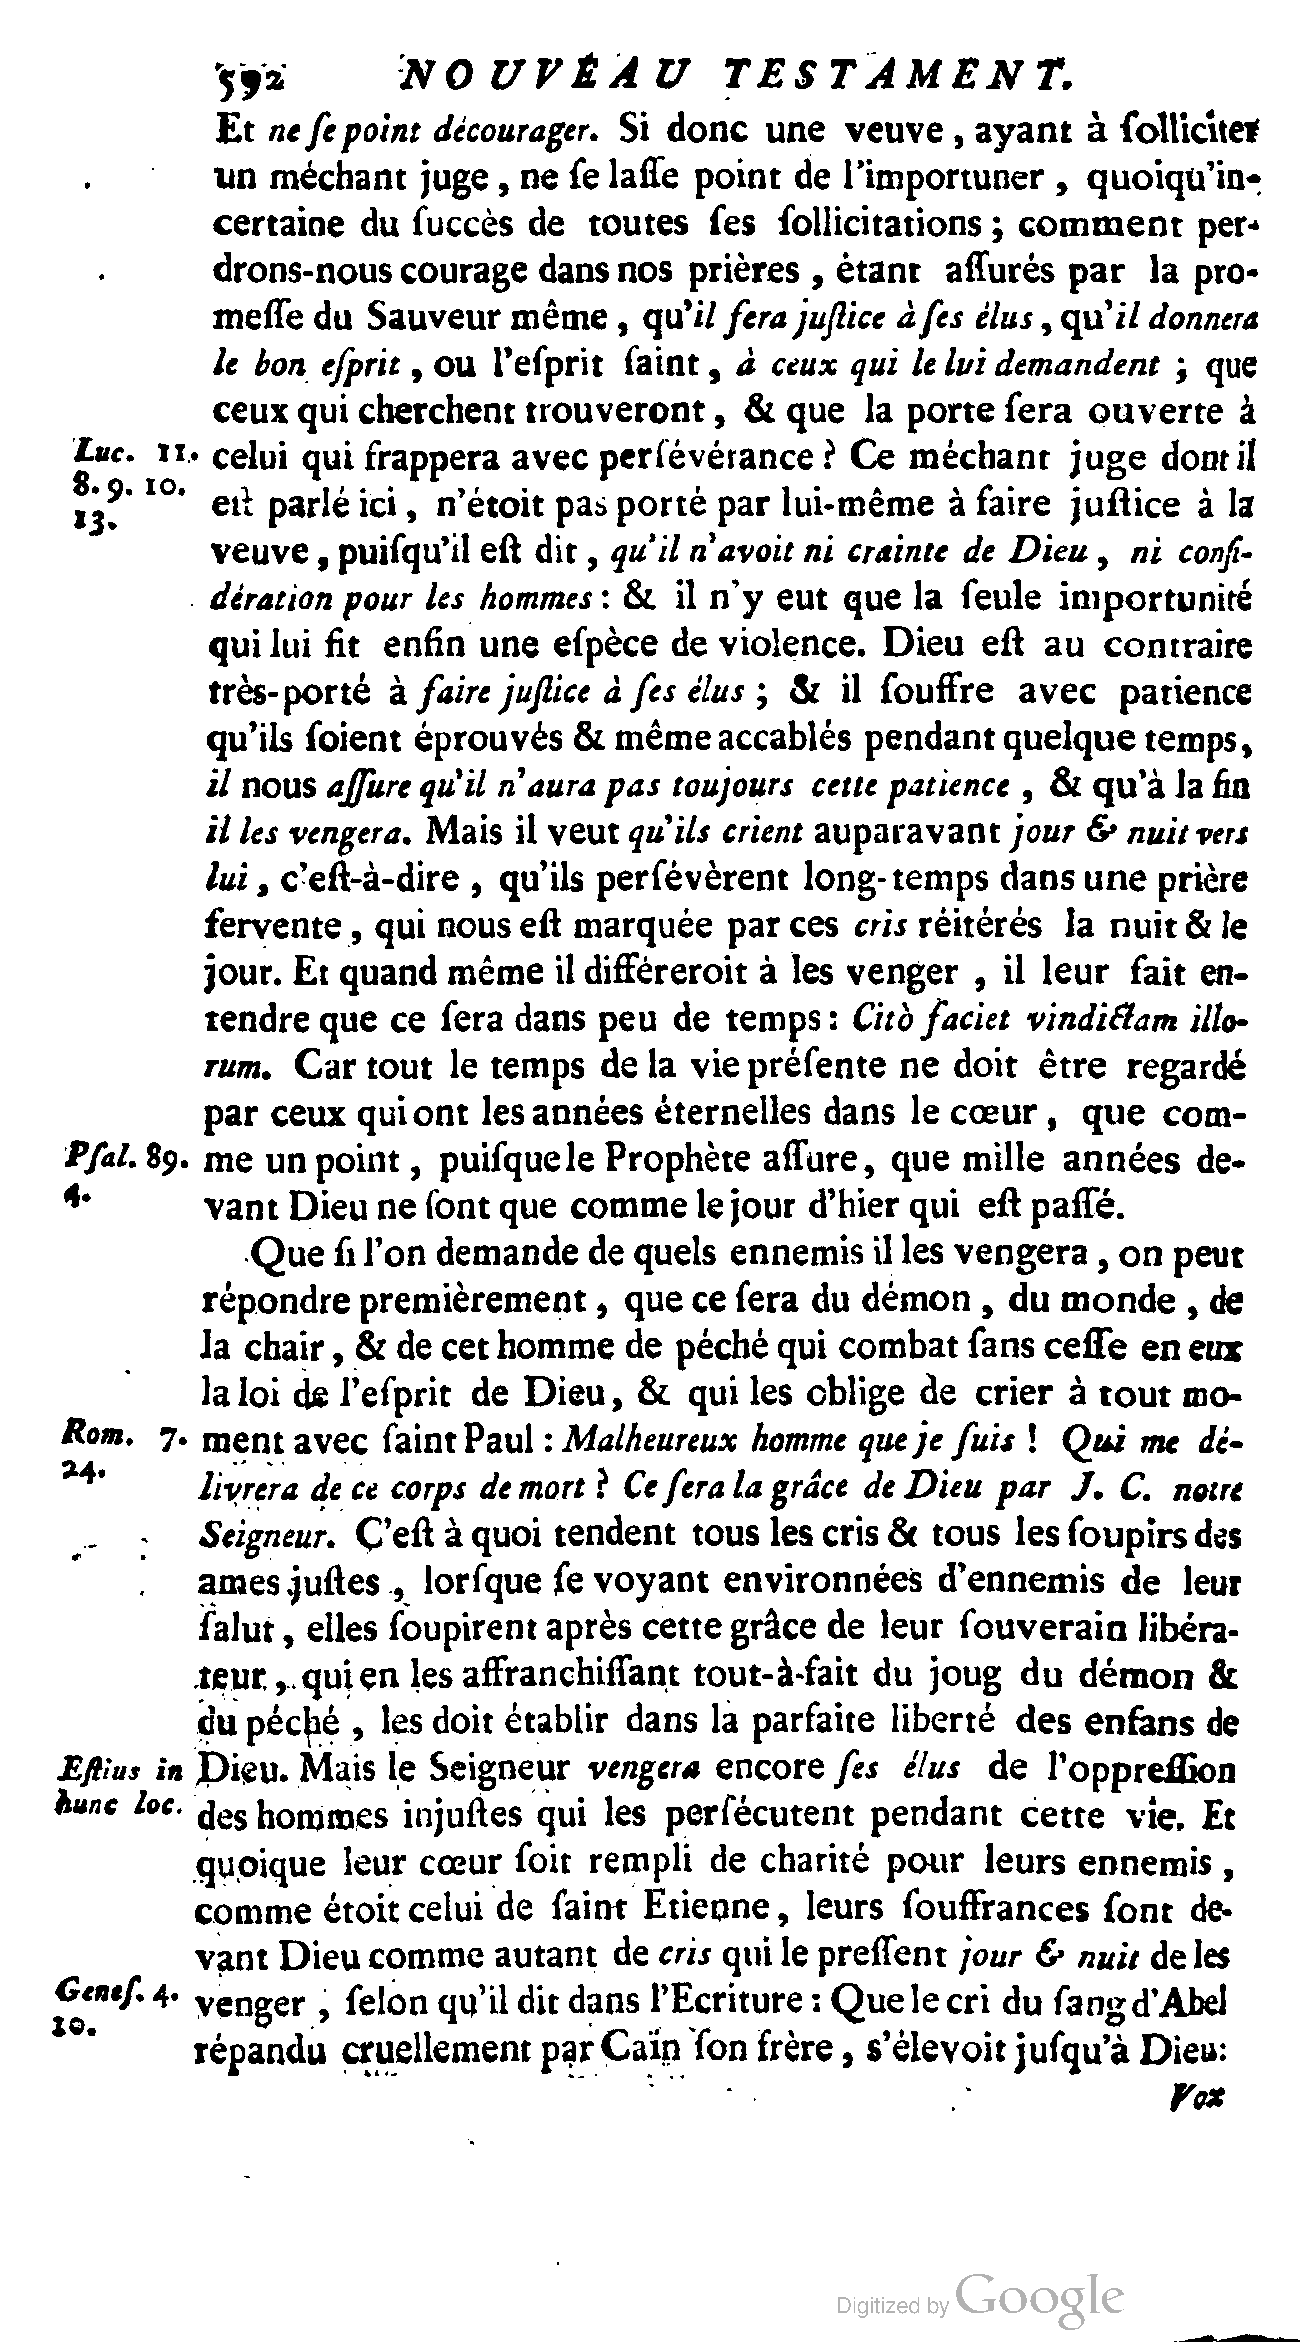 592 NOUVEAU TESTAMENT.
Et ne ſe point décourager. Si donc une veuve, ayant à ſolliciter
un méchant juge, ne ſe laſſe point de l'importuner, quoiqu'in-
certaine du ſuccès de toutes ſes ſollicitations; comment per-
drons-nous courage dans nos prières, étant aſſurés par la pro-
meſſe du Sauveur même, qu'il fera juſtice à ſes élus, qu'il donnera
le bon eſprit, ou l'eſprit ſaint, à ceux qui le lui demandent; que
ceux qui cherchent trouveront, & que la porte ſera ouverte à
Luc. 11. celui qui frappera avec perſévérance? Ce méchant juge dont il
8. 9. 10. eſt parlé ici, n'étoit pas porté par lui-même à faire juſtice à la
13.
veuve, puiſqu'il eſt dit, qu'il n'avoit ni crainte de Dieu, ni conſi-
dération pour les hommes: & il n'y eut que la ſeule importunité
qui lui fit enfin une eſpèce de violence. Dieu eſt au contraire
très-porté à faire juſtice à ſes élus; & il ſouffre avec patience
qu'ils ſoient éprouvés & même accablés pendant quelque temps,
il nous aſſure qu'il n'aura pas toujours cette patience, & qu'à la fin
il les vengera. Mais il veut qu'ils crient auparavant jour & nuit vers
lui, c'eſt-à-dire, qu'ils perſévèrent long-temps dans une prière
fervente, qui nous eſt marquée par ces cris réitérés la nuit & le
jour. Et quand même il différeroit à les venger, il leur fait en-
tendre que ce ſera dans peu de temps: Citò faciet vindictam illo-
rum. Car tout le temps de la vie préſente ne doit être regardé
par ceux qui ont les années éternelles dans le cœur, que com-
Pſal. 89. me un point, puiſque le Prophète aſſure, que mille années de-
4. vant Dieu ne ſont que comme le jour d'hier qui eſt paſſé.
Que ſi l'on demande de quels ennemis il les vengera, on peut
répondre premièrement, que ce ſera du démon, du monde, de
la chair, & de cet homme de péché qui combat ſans ceſſe en eux
la loi de l'eſprit de Dieu, & qui les oblige de crier à tout mo-
Rom. 7. ment avec ſaint Paul: Malheureux homme que je ſuis! Qui me dé-
24. livrera de ce corps de mort? Ce ſera la grâce de Dieu par J. C. notre
Seigneur. C'eſt à quoi tendent tous les cris & tous les ſoupirs des
ames juſtes, lorſque ſe voyant environnées d'ennemis de leur
ſalut, elles ſoupirent après cette grâce de leur ſouverain libéra-
teur, qui en les affranchiſſant tout-à-fait du joug du démon &
du péché, les doit établir dans la parfaite liberté des enfans de
Eſtius in Dieu. Mais le Seigneur vengera encore ſes élus de l'oppreſſion
hunc loc. des hommes injuſtes qui les perſécutent pendant cette vie. Et
quoique leur cœur ſoit rempli de charité pour leurs ennemis,
comme étoit celui de ſaint Etienne, leurs ſouffrances ſont de-
vant Dieu comme autant de cris qui le preſſent jour & nuit de les
Geneſ. 4. venger, ſelon qu'il dit dans l'Ecriture: Que le cri du ſang d'Abel
10. répandu cruellement par Caïn ſon frère, s'élevoit juſqu'à Dieu:
Vox
Digitized by Google